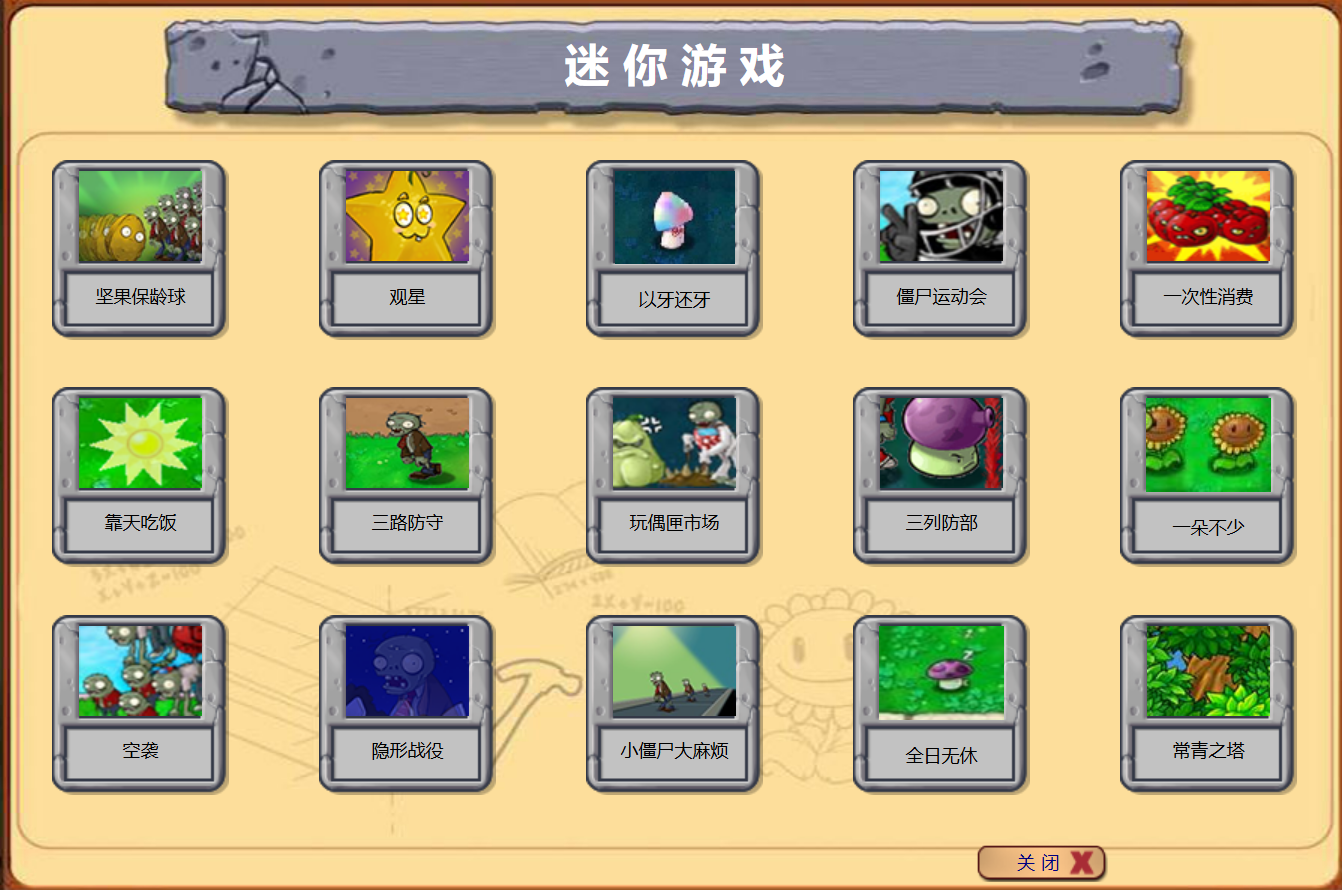 迷你游戏
坚果保龄球
观星
以牙还牙
僵尸运动会
一次性消费
靠天吃饭
三路防守
玩偶匣市场
三列防部
一朵不少
空袭
隐形战役
小僵尸大麻烦
全日无休
常青之塔
关闭